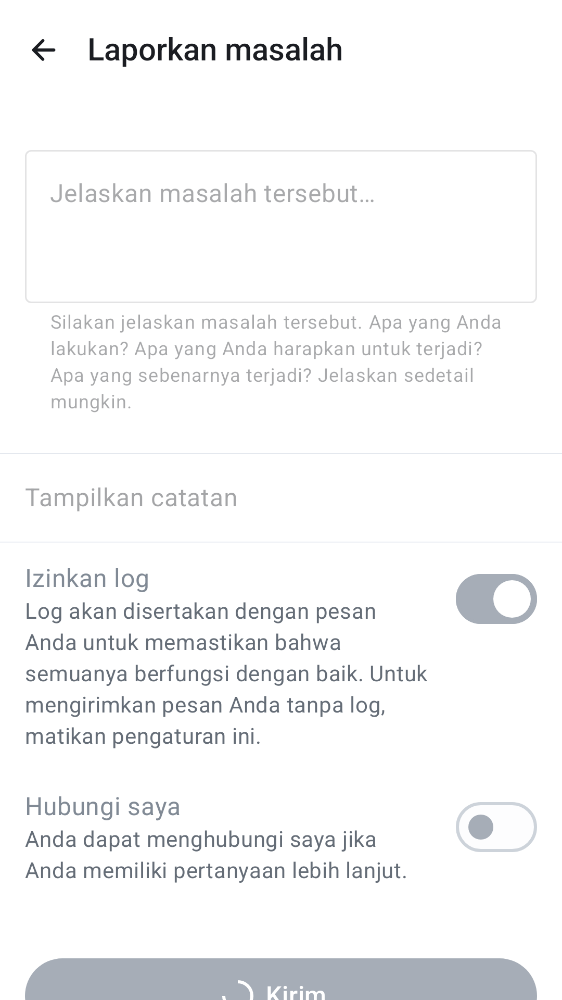 Laporkan masalah
Jelaskan masalah tersebut...
Silakan jelaskan masalah tersebut. Apa yang Anda
lakukan? Apa yang Anda harapkan untuk terjadi?
Apa yang sebenarnya terjadi? Jelaskan sedetail
mungkin.
Tampilkan catatan
Izinkan log
Log akan disertakan dengan pesan
Anda untuk memastikan bahwa
semuanya berfungsi dengan baik. Untuk
mengirimkan pesan Anda tanpa log,
matikan pengaturan ini.
Hubungi saya
Anda dapat menghubungi saya jika
Anda memiliki pertanyaan lebih lanjut.
Kirim